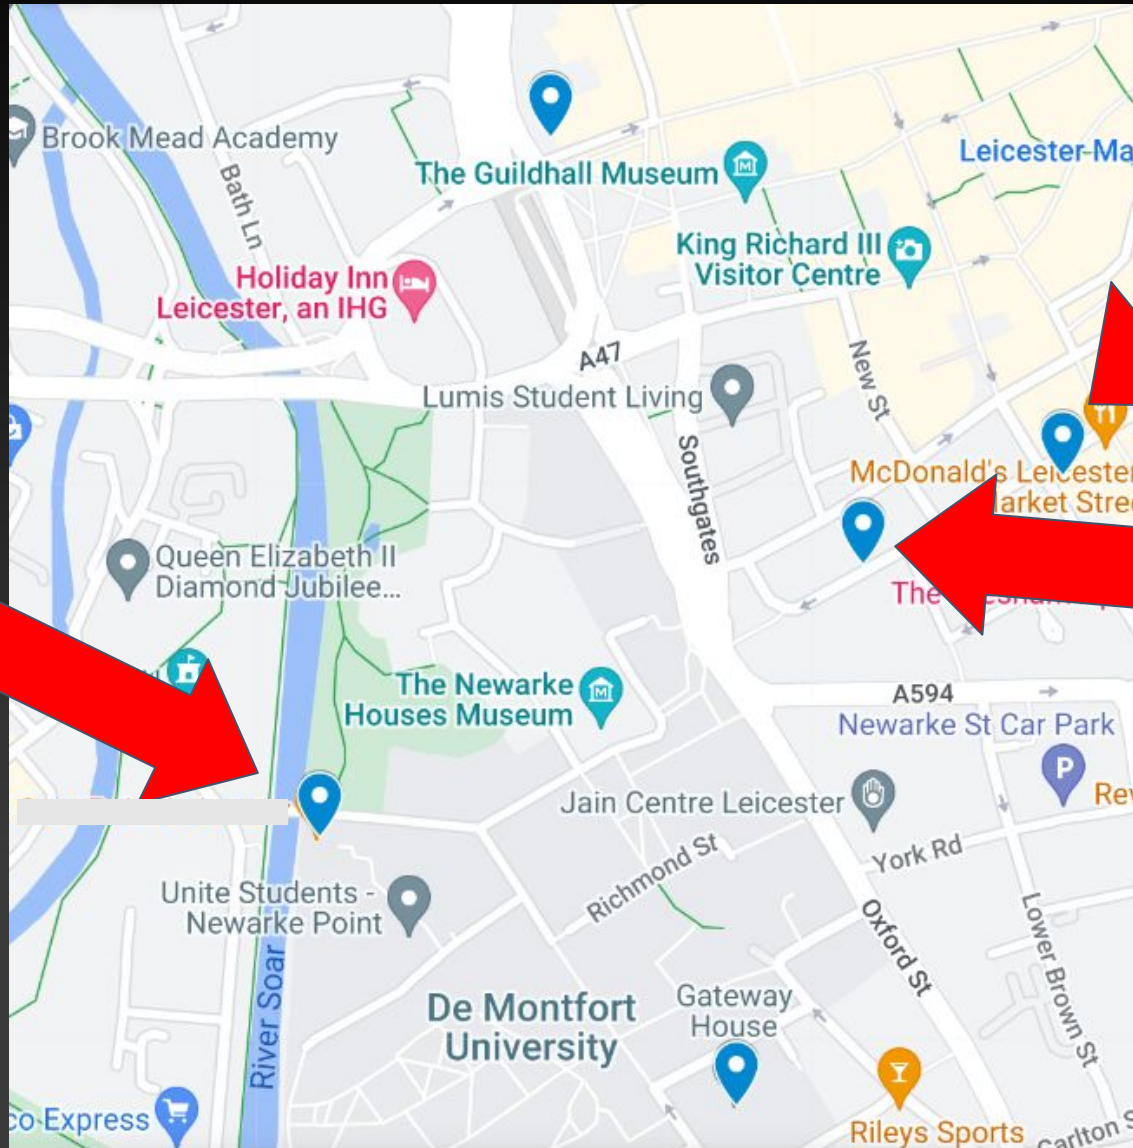 Brook Mead Academy
Bath Ln
The Guildhall Museum
Leicester Ma
King Richard III
Visitor Centre
Holiday Inn
Leicester, an IHG
A47
Lumis Student Living
New St
Southgates
McDonald's Leicester
arket Stre
Queen Elizabeth II
Diamond Jubilee...
The
The Newarke
Houses Museum
A594
Newarke St Car Park
P
Rev
Jain Centre Leicester
York Rd
Richmond St
Unite Students -
Newarke Point
Oxford St
Lower Brown St
River Soar
De Montfort
University
Gateway
House
co Express
Rileys Sports
Carlton S